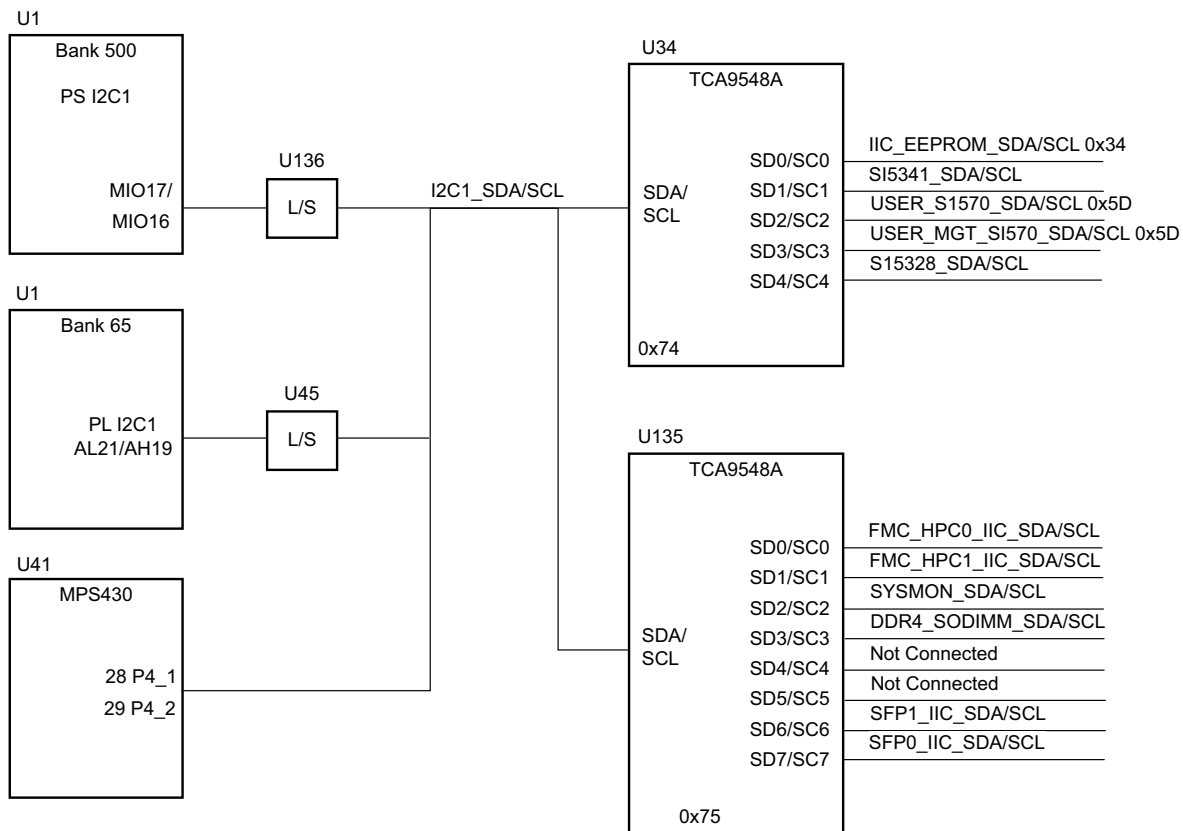 U1
Bank 500
PS I2C1
MIO17/
MIO16
U136
L/S
I2C1_SDA/SCL
U34
TCA9548A
SDA/
SCL
SD0/SC0
SD1/SC1
SD2/SC2
SD3/SC3
SD4/SC4
0x74
IIC_EEPROM_SDA/SCL 0x34
SI5341_SDA/SCL
USER_S1570_SDA/SCL 0x5D
USER_MGT_SI570_SDA/SCL 0x5D
S15328_SDA/SCL
U1
Bank 65
PL I2C1
AL21/AH19
U45
L/S
U41
MPS430
28 P4_1
29 P4_2
U135
TCA9548A
SDA/
SCL
SD0/SC0
SD1/SC1
SD2/SC2
SD3/SC3
SD4/SC4
SD5/SC5
SD6/SC6
SD7/SC7
0x75
FMC_HPC0_IIC_SDA/SCL
FMC_HPC1_IIC_SDA/SCL
SYSMON_SDA/SCL
DDR4_SODIMM_SDA/SCL
Not Connected
Not Connected
SFP1_IIC_SDA/SCL
SFP0_IIC_SDA/SCL